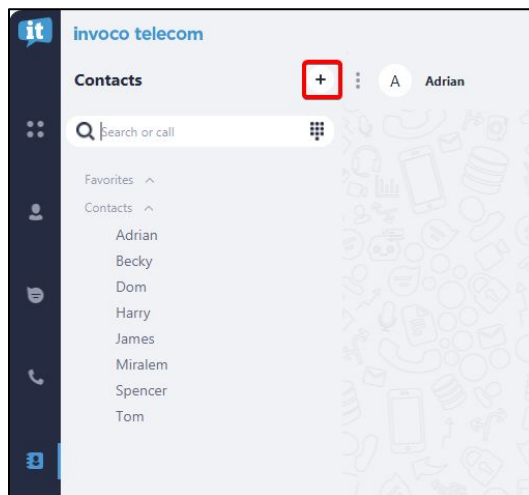 it invoco telecom
Contacts + A Adrian
Search or call
Favorites
Contacts
Adrian
Becky
Dom
Harry
James
Miralem
Spencer
Tom